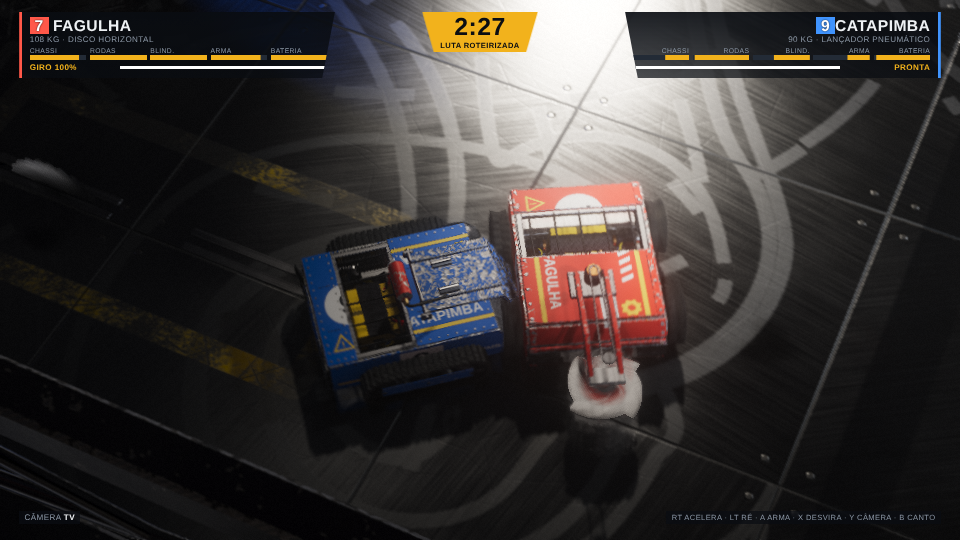 7 FAGULHA
108 KG · DISCO HORIZONTAL
CHASSI RODAS BLIND. ARMA BATERIA
GIRO 100%
2:27
LUTA ROTEIRIZADA
9 CATAPIMBA
90 KG · LANÇADOR PNEUMÁTICO
CHASSI RODAS BLIND. ARMA BATERIA
PRONTA
CATAPIMBA
FAGULHA
CÂMERA TV
RT ACELERA · LT RÉ · A ARMA · X DESVIRA · Y CÂMERA · B CANTO